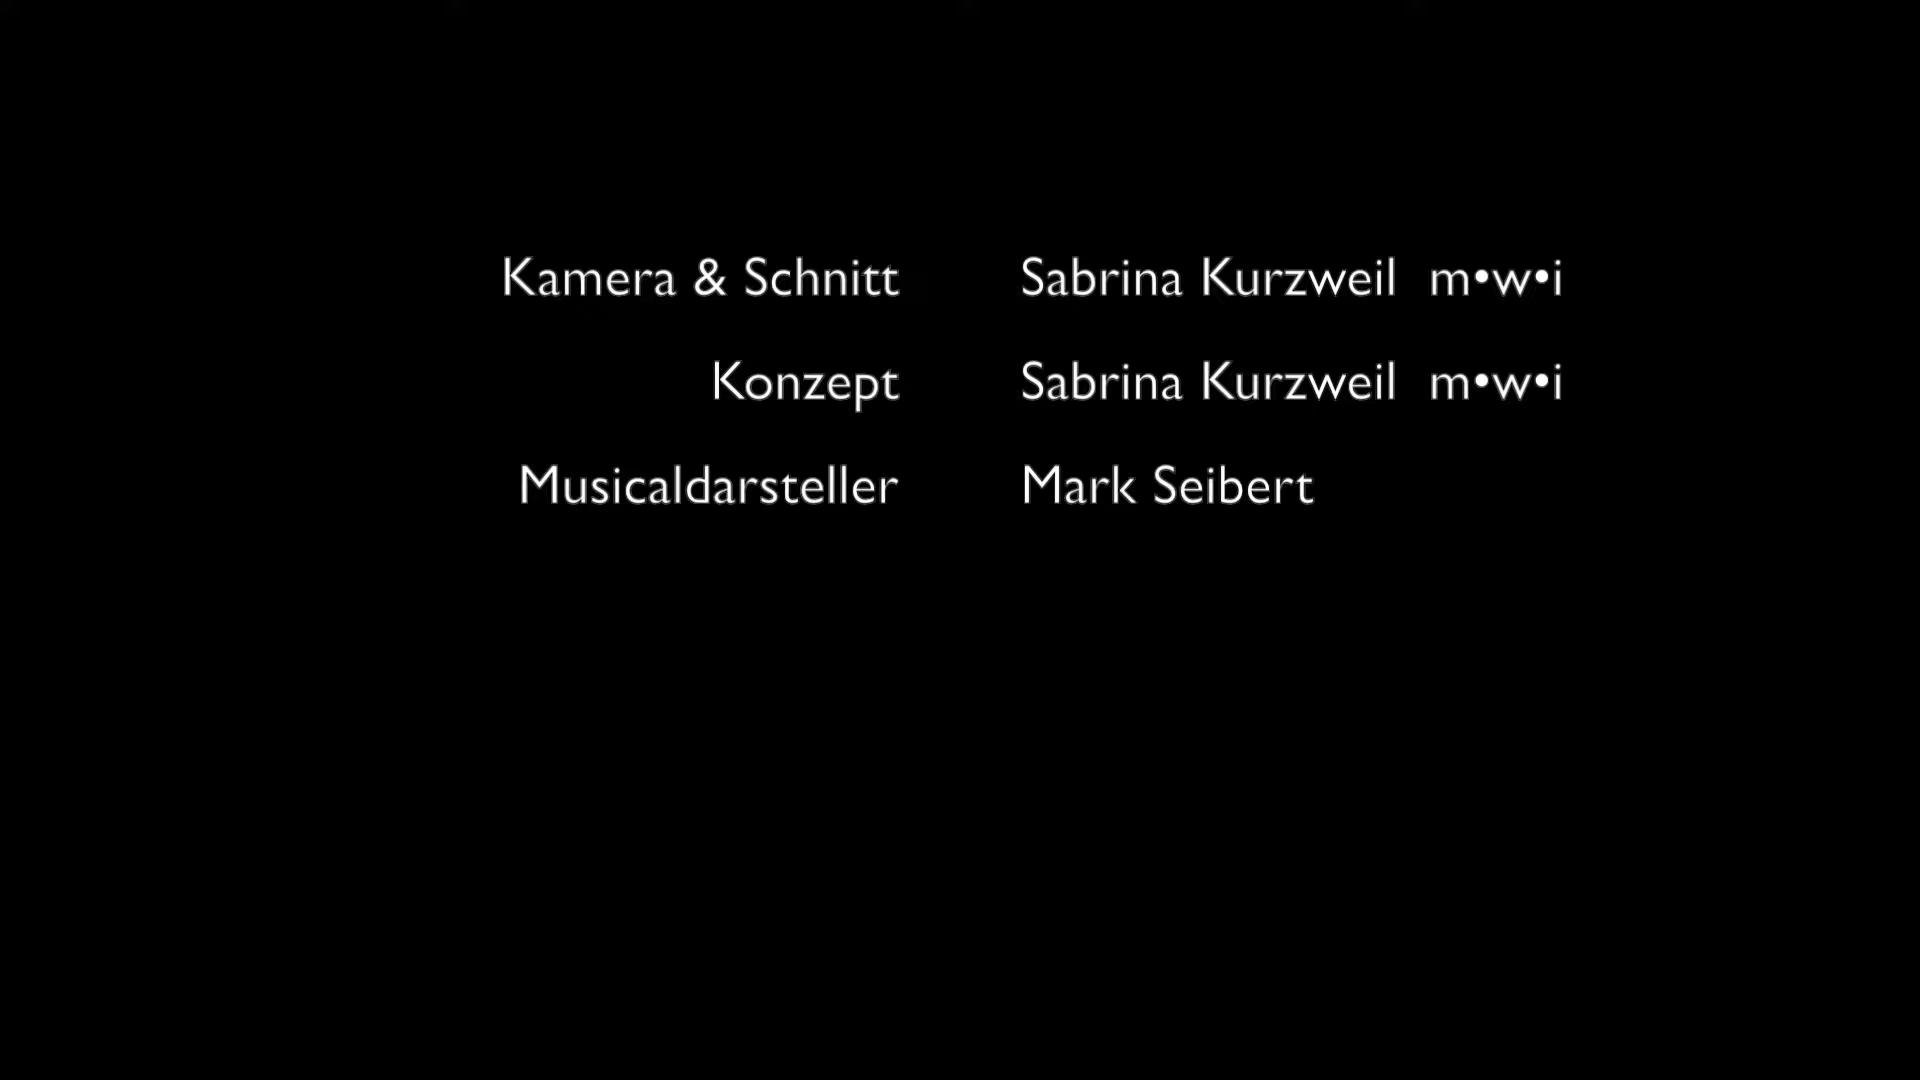 Kamera & Schnitt Sabrina Kurzweil m•w•i
Konzept Sabrina Kurzweil m•w•i
Musicaldarsteller Mark Seibert